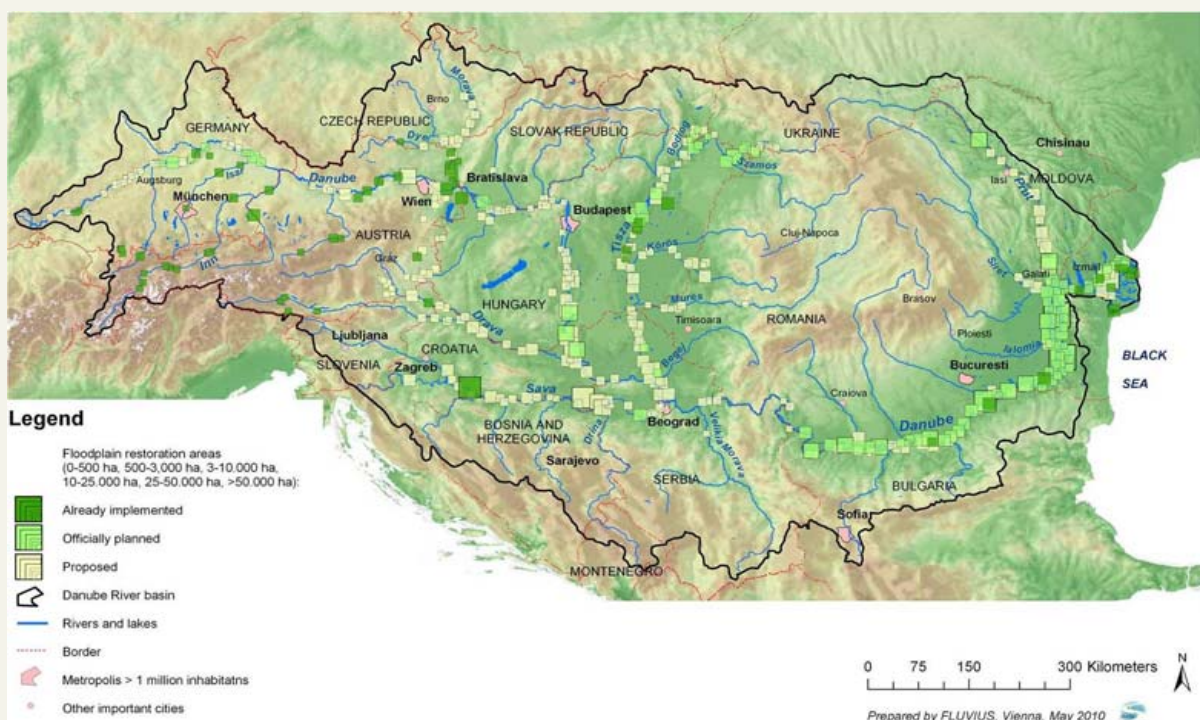 Morava
Brno
CZECH REPUBLIC
GERMANY
Dyje
SLOVAK REPUBLIC
Bodrog
UKRAINE
Chisinau
Szamos
Augsburg
Isar
Danube
Bratislava
Iasi
Prut
MOLDOVA
München
Wien
Budapest
Tisza
Cluj-Napoca
AUSTRIA
Körös
Inn
Graz
Siret
Galati
Izmail
HUNGARY
Mures
Brasov
Drava
Timisoara
ROMANIA
Ploiesti
Ljubljana
Ialomia
CROATIA
Begej
BLACK
SEA
SLOVENIA
Zagreb
Bucuresti
Sava
Craiova
Beograd
Danube
BOSNIA AND
HERZEGOVINA
Drina
Velikia Morava
Sarajevo
SERBIA
BULGARIA
Sofia
MONTENEGRO
Legend
Floodplain restoration areas
(0-500 ha, 500-3,000 ha, 3-10.000 ha,
10-25.000 ha, 25-50.000 ha, >50.000 ha):
Already implemented
Officially planned
Proposed
Danube River basin
Rivers and lakes
Border
Metropolis > 1 million inhabitatns
Other important cities
0 75 150 300 Kilometers
N
Prepared by FLUVIUS, Vienna, May 2010